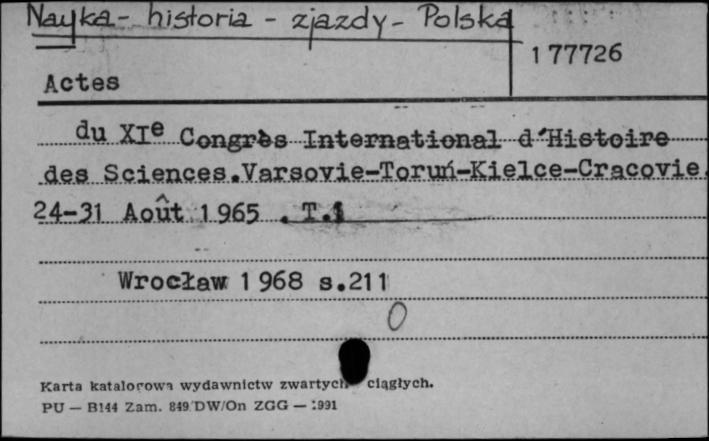 Nauka - historia - zjazdy - Polska
177726
Actes
du XIe Congrès International d'Histoire
des Sciences.Varsovie-Toruń-Kielce-Cracovie.
24-31 Août 1965 . T.1
Wrocław 1968 s.211
0
Karta katalogowa wydawnictw zwartych ciągłych.
PU — B144 Zam. 849/DW/On ZGG — 1991